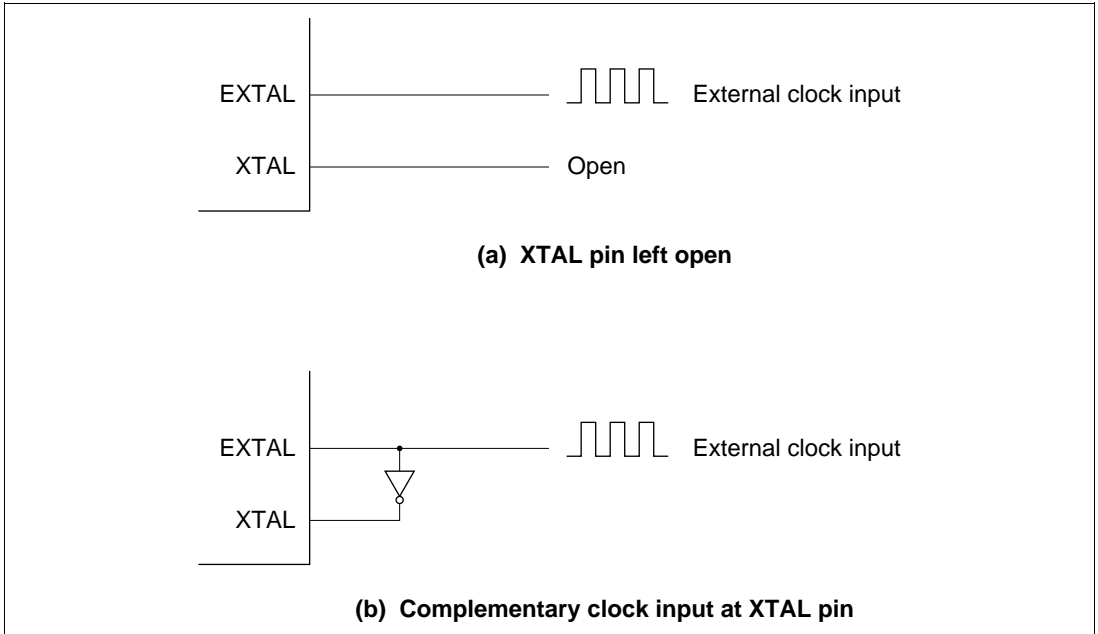 EXTAL
External clock input
XTAL
Open
(a) XTAL pin left open
EXTAL
External clock input
XTAL
(b) Complementary clock input at XTAL pin